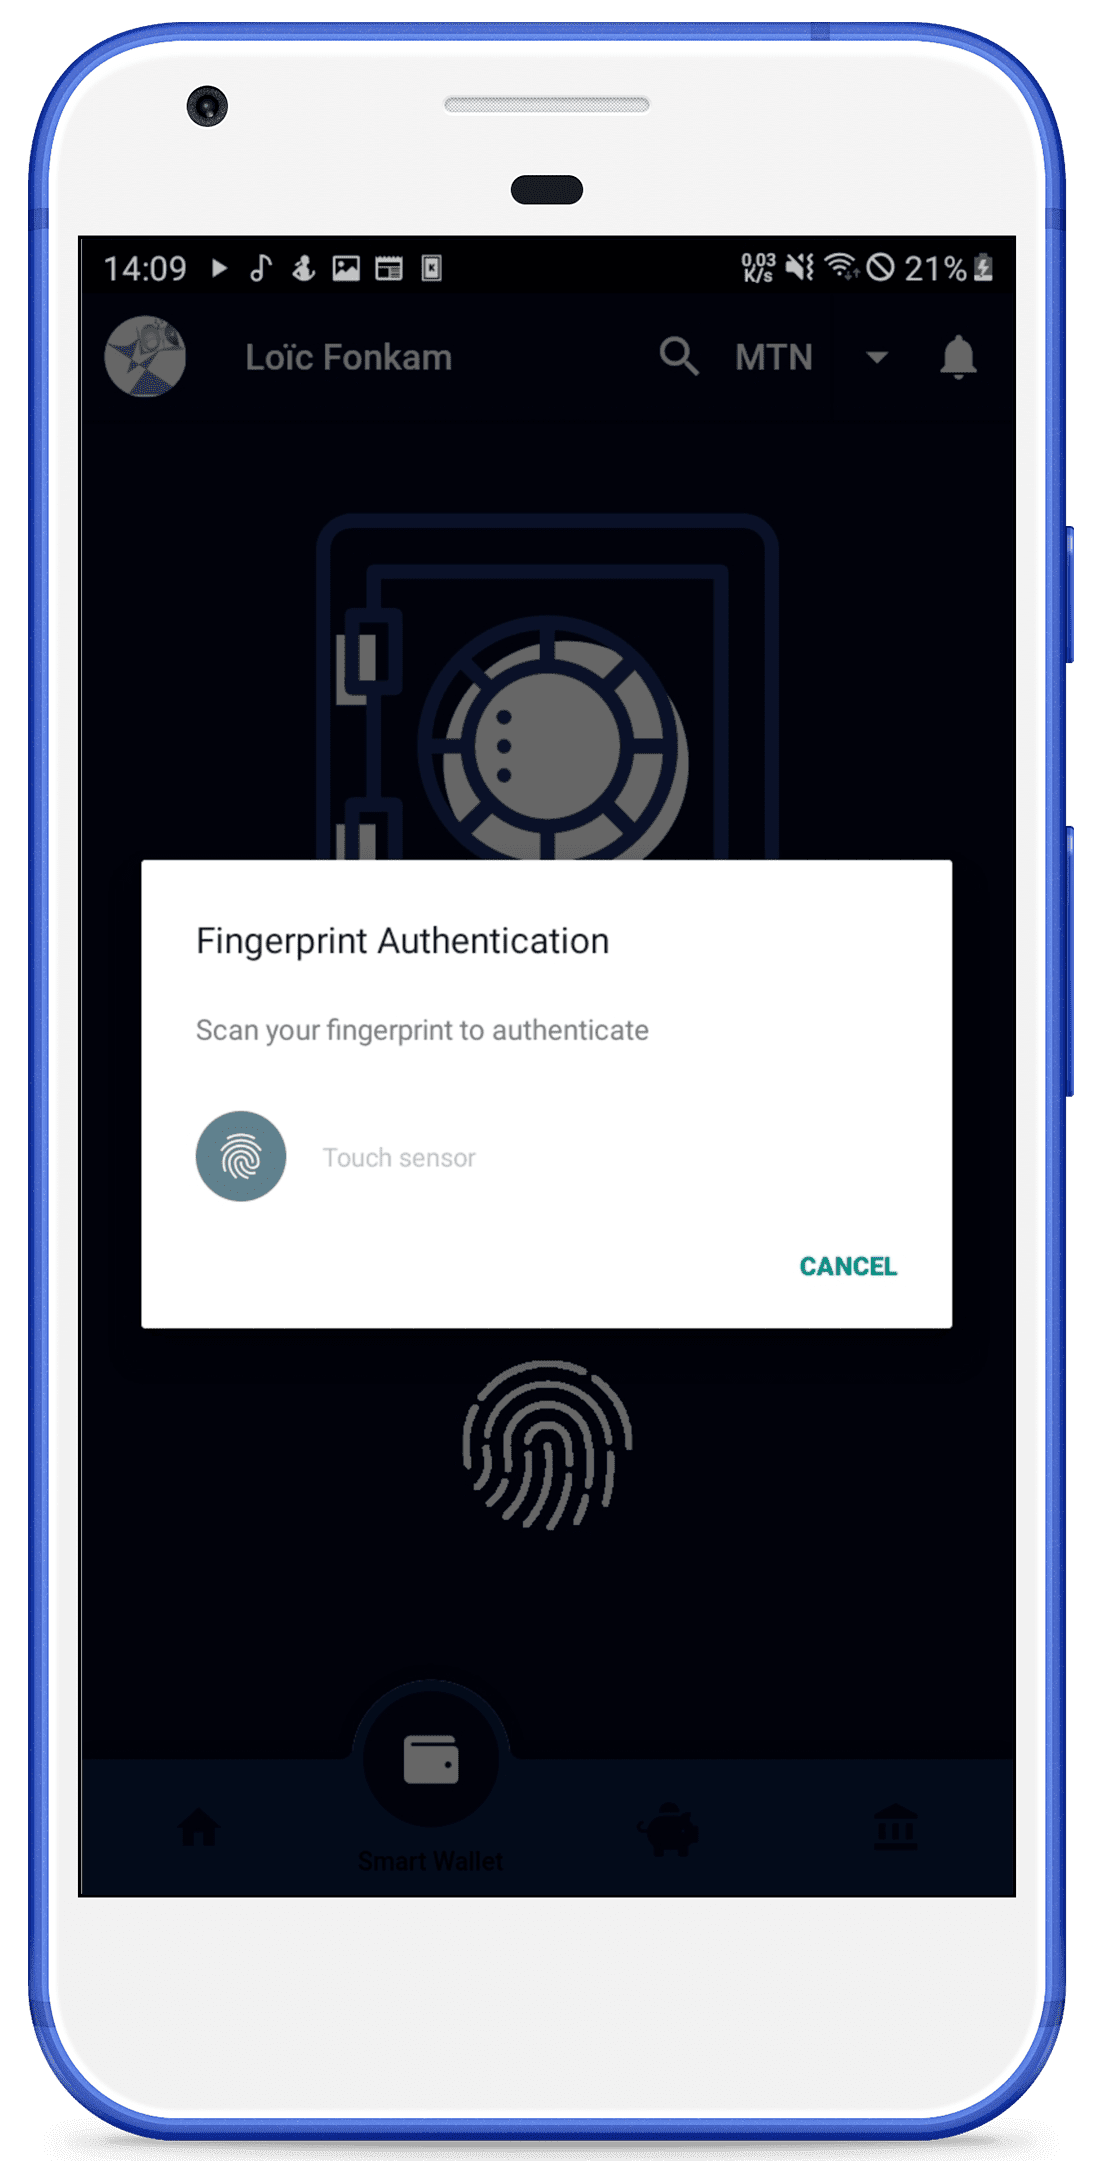 14:09 0,03 K/s 21%
Loïc Fonkam MTN
Fingerprint Authentication
Scan your fingerprint to authenticate
Touch sensor
CANCEL
Smart Wallet